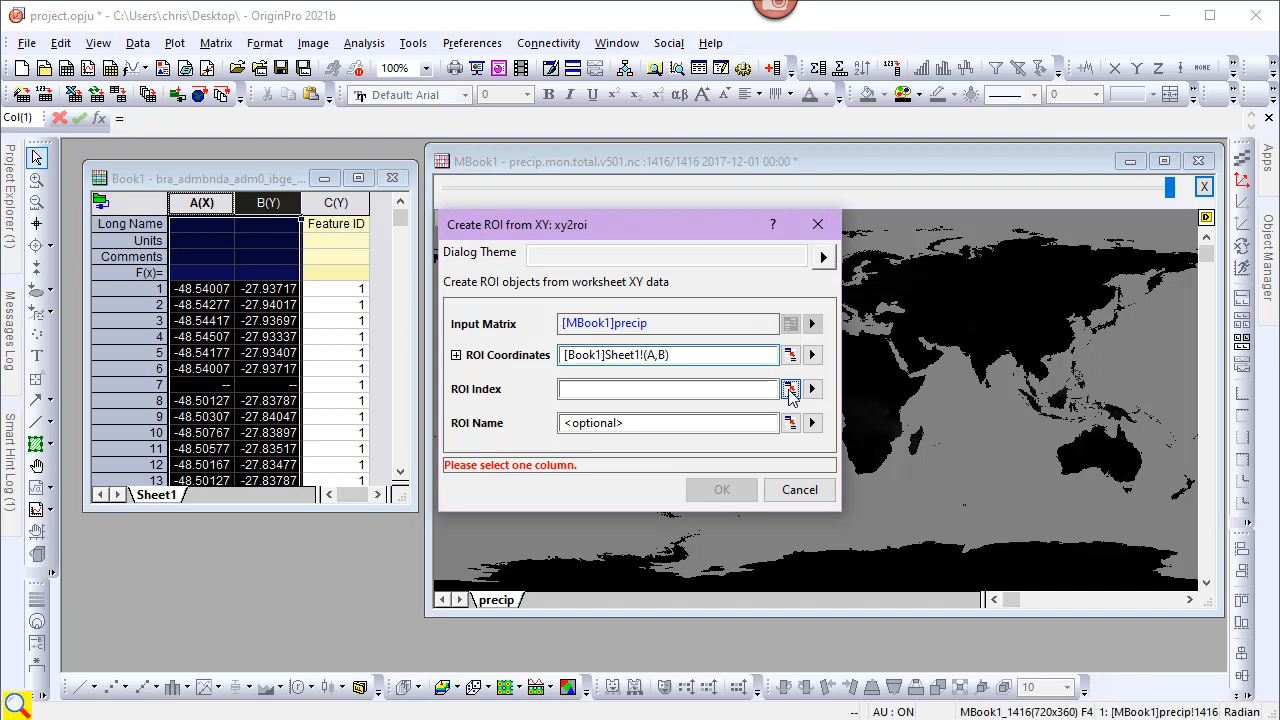 project.opju * - C:\Users\chris\Desktop\ - OriginPro 2021b
File Edit View Data Plot Matrix Format Image Analysis Tools Preferences Connectivity Window Social Help
100%
Default: Arial 0 B I U 0
Col(1) =
Project Explorer (1)
Messages Log
Smart Hint Log (1)
Apps
Object Manager
Book1 - bra_admbnda_adm0_ibge_...
A(X) B(Y) C(Y)
Long Name Feature ID
Units
Comments
F(x)=
1 -48.54007 -27.93717 1
2 -48.54277 -27.94017 1
3 -48.54417 -27.93697 1
4 -48.54507 -27.93407 1
5 -48.54177 -27.93697 1
6 -48.54007 -27.93717 1
7 -- -- 1
8 -48.50127 -27.83787 1
9 -48.50307 -27.84047 1
10 -48.50767 -27.83897 1
11 -48.50577 -27.83517 1
12 -48.50167 -27.83477 1
13 -48.50127 -27.83787 1
Sheet1
MBook1 - precip.mon.total.v501.nc :1416/1416 2017-12-01 00:00 *
X
D
Create ROI from XY: xy2roi
Dialog Theme
Create ROI objects from worksheet XY data
Input Matrix [MBook1]precip
ROI Coordinates [Book1]Sheet1!(A,B)
ROI Index
ROI Name <optional>
Please select one column.
OK Cancel
precip
10
-- AU : ON MBook1_1416(720x360) F4 1: [MBook1]precip!1416 Radian